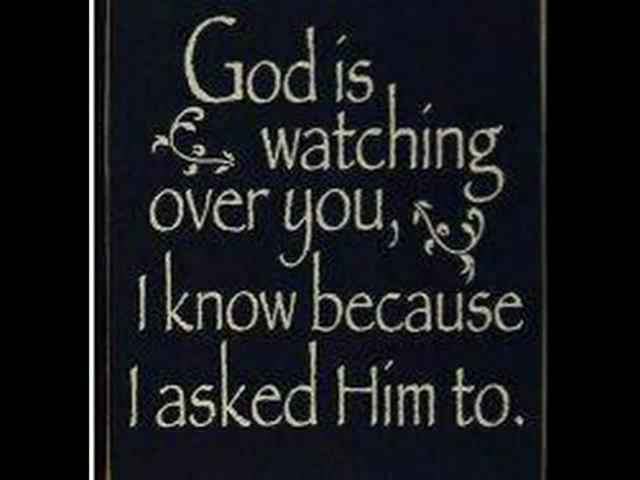 God is
watching
over you,
I know because
I asked Him to.